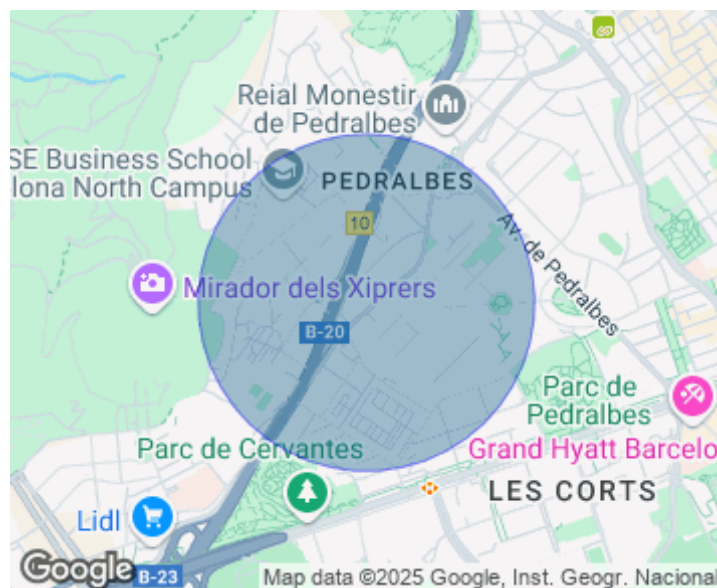 Reial Monestir
de Pedralbes
SE Business School
lona North Campus
PEDRALBES
10
Av. de Pedralbes
Mirador dels Xiprers
B-20
Parc de
Pedralbes
Parc de Cervantes
Grand Hyatt Barcelo
LES CORTS
Lidl
Google
B-23
Map data ©2025 Google, Inst. Geogr. Nacional